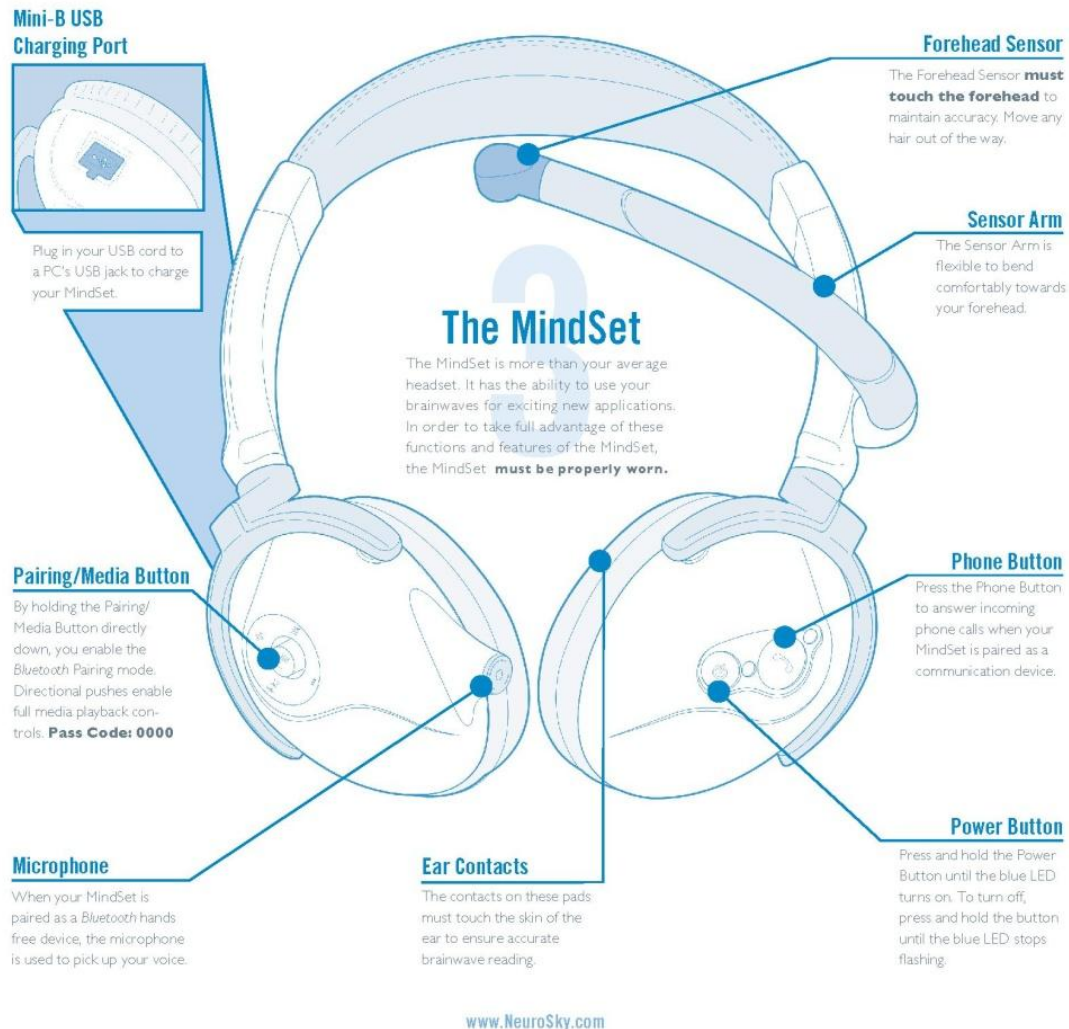 Mini-B USB
Charging Port
Plug in your USB cord to
a PC's USB jack to charge
your MindSet.
Forehead Sensor
The Forehead Sensor must
touch the forehead to
maintain accuracy. Move any
hair out of the way.
Sensor Arm
The Sensor Arm is
flexible to bend
comfortably towards
your forehead.
3
The MindSet
The MindSet is more than your average
headset. It has the ability to use your
brainwaves for exciting new applications.
In order to take full advantage of these
functions and features of the MindSet,
the MindSet must be properly worn.
Pairing/Media Button
By holding the Pairing/
Media Button directly
down, you enable the
Bluetooth Pairing mode.
Directional pushes enable
full media playback con-
trols. Pass Code: 0000
Phone Button
Press the Phone Button
to answer incoming
phone calls when your
MindSet is paired as a
communication device.
Microphone
When your MindSet is
paired as a Bluetooth hands
free device, the microphone
is used to pick up your voice.
Ear Contacts
The contacts on these pads
must touch the skin of the
ear to ensure accurate
brainwave reading.
Power Button
Press and hold the Power
Button until the blue LED
turns on. To turn off,
press and hold the button
until the blue LED stops
flashing.
www.NeuroSky.com